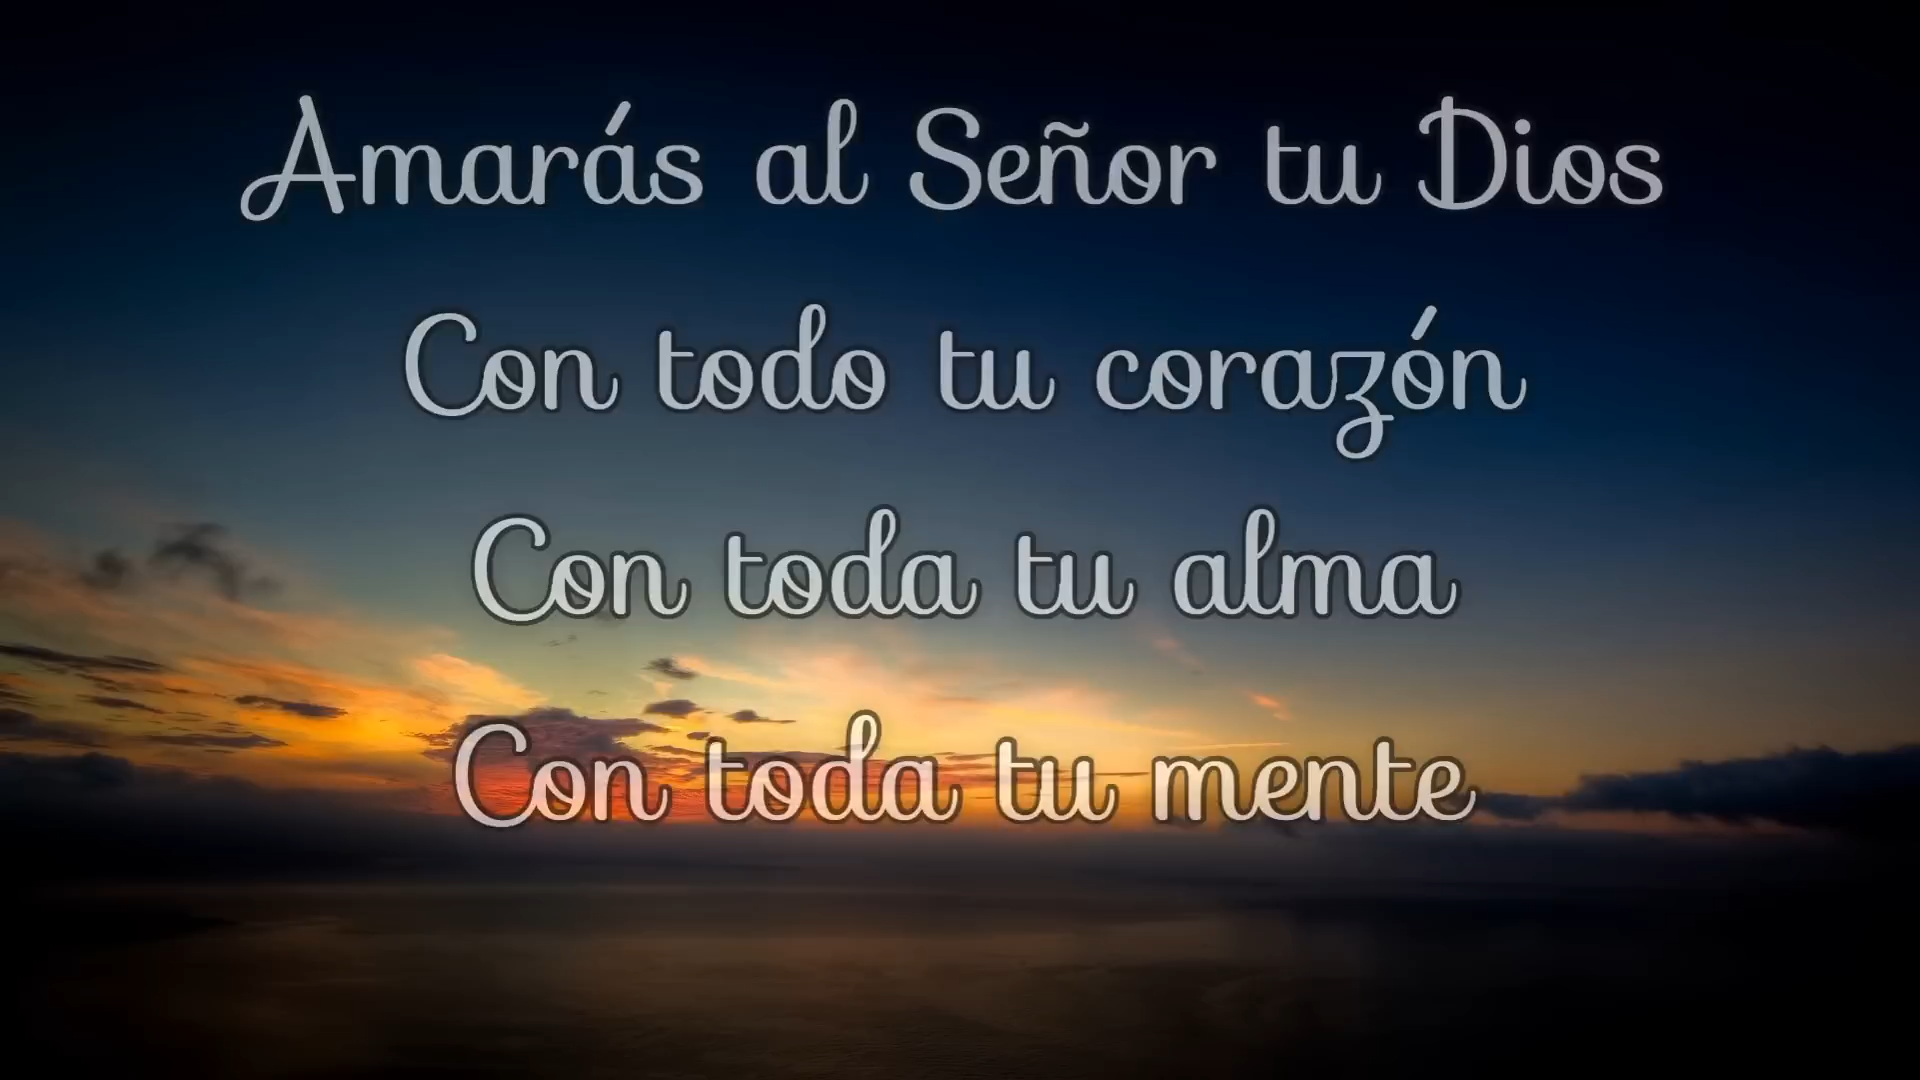 Amarás al Señor tu Dios
Con todo tu corazón
Con toda tu alma
Con toda tu mente